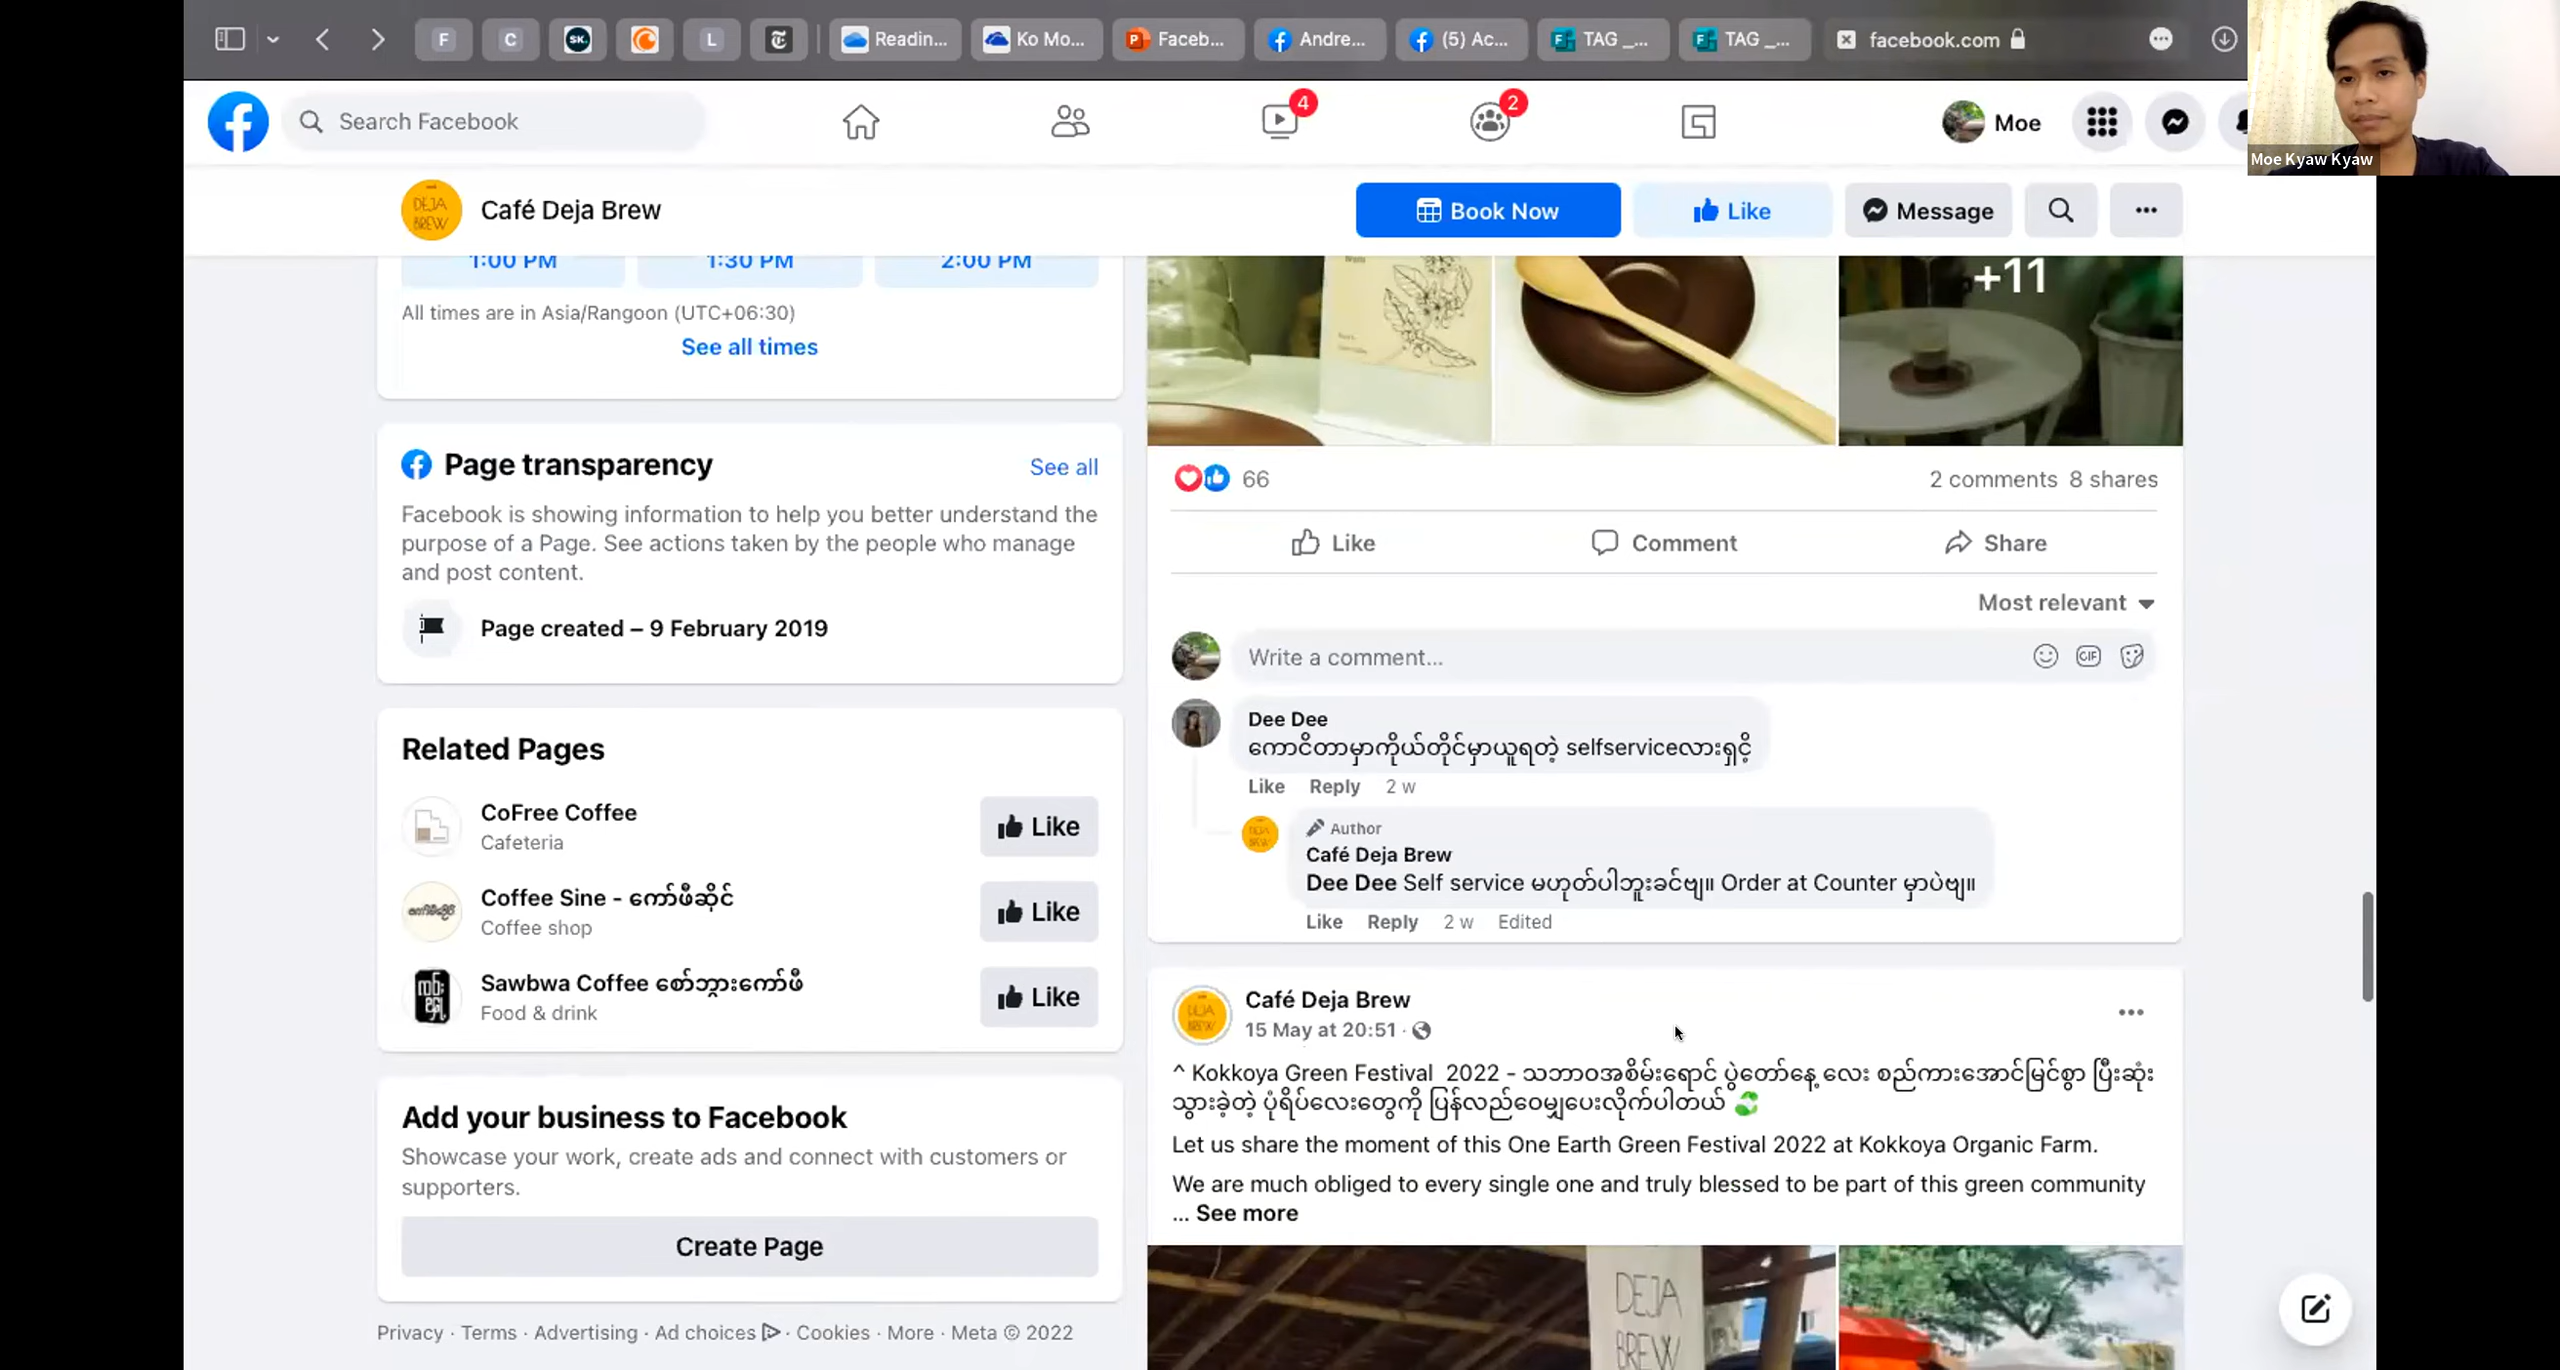 F
C
SK.
L
Readin...
Ko Mo...
Faceb...
Andre...
(5) Ac...
TAG _...
TAG _...
facebook.com
Search Facebook
4
2
Moe
Moe Kyaw Kyaw
DEJA BREW
Café Deja Brew
Book Now
Like
Message
1:00 PM
1:30 PM
2:00 PM
All times are in Asia/Rangoon (UTC+06:30)
See all times
Page transparency
See all
Facebook is showing information to help you better understand the
purpose of a Page. See actions taken by the people who manage
and post content.
Page created – 9 February 2019
Related Pages
CoFree Coffee
Cafeteria
Like
Coffee Sine - ကော်ဖီဆိုင်
Coffee shop
Like
Sawbwa Coffee စော်ဘွားကော်ဖီ
Food & drink
Like
Add your business to Facebook
Showcase your work, create ads and connect with customers or
supporters.
Create Page
Privacy · Terms · Advertising · Ad choices · Cookies · More · Meta © 2022
+11
66
2 comments 8 shares
Like
Comment
Share
Most relevant
Write a comment...
GIF
Dee Dee
ကောငိတာမှာကိုယ်တိုင်မှာယူရတဲ့ selfserviceလားရှင့်
Like Reply 2 w
Author
Café Deja Brew
Dee Dee Self service မဟုတ်ပါဘူးခင်ဗျ။ Order at Counter မှာပဲဗျ။
Like Reply 2 w Edited
DEJA BREW
Café Deja Brew
15 May at 20:51 ·
^ Kokkoya Green Festival 2022 - သဘာဝအစိမ်းရောင် ပွဲတော်နေ့ လေး စည်ကားအောင်မြင်စွာ ပြီးဆုံး
သွားခဲ့တဲ့ ပုံရိပ်လေးတွေကို ပြန်လည်ဝေမျှပေးလိုက်ပါတယ်
Let us share the moment of this One Earth Green Festival 2022 at Kokkoya Organic Farm.
We are much obliged to every single one and truly blessed to be part of this green community
... See more
DEJA
BREW